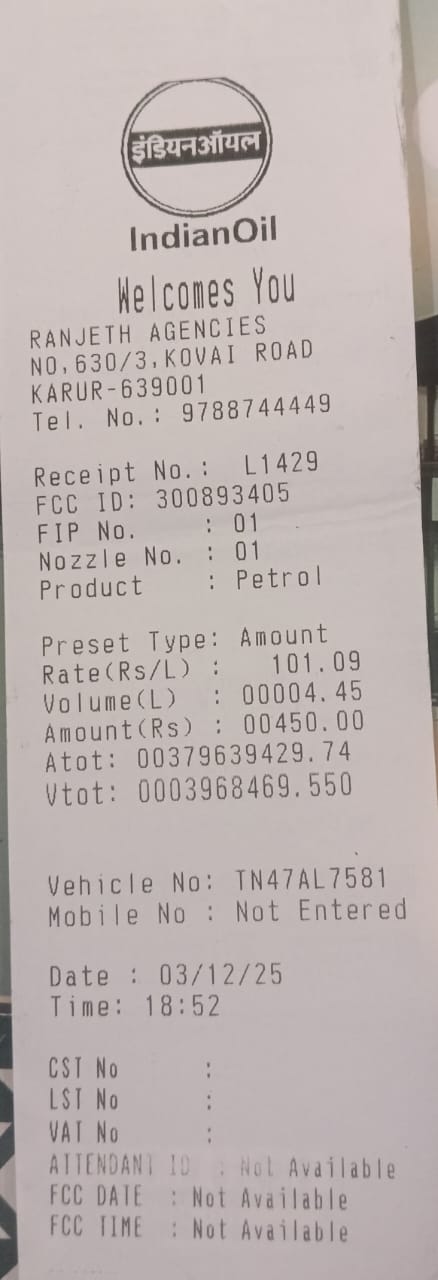 इंडियनऑयल
IndianOil
Welcomes You
RANJETH AGENCIES
NO,630/3,KOVAI ROAD
KARUR-639001
Tel. No.: 9788744449
Receipt No.: L1429
FCC ID: 300893405
FIP No. : 01
Nozzle No. : 01
Product : Petrol
Preset Type: Amount
Rate(Rs/L) : 101.09
Volume(L) : 00004.45
Amount(Rs) : 00450.00
Atot: 00379639429.74
Vtot: 0003968469.550
Vehicle No: TN47AL7581
Mobile No : Not Entered
Date : 03/12/25
Time: 18:52
CST No :
LST No :
VAT No :
ATTENDANT ID : Not Available
FCC DATE : Not Available
FCC TIME : Not Available